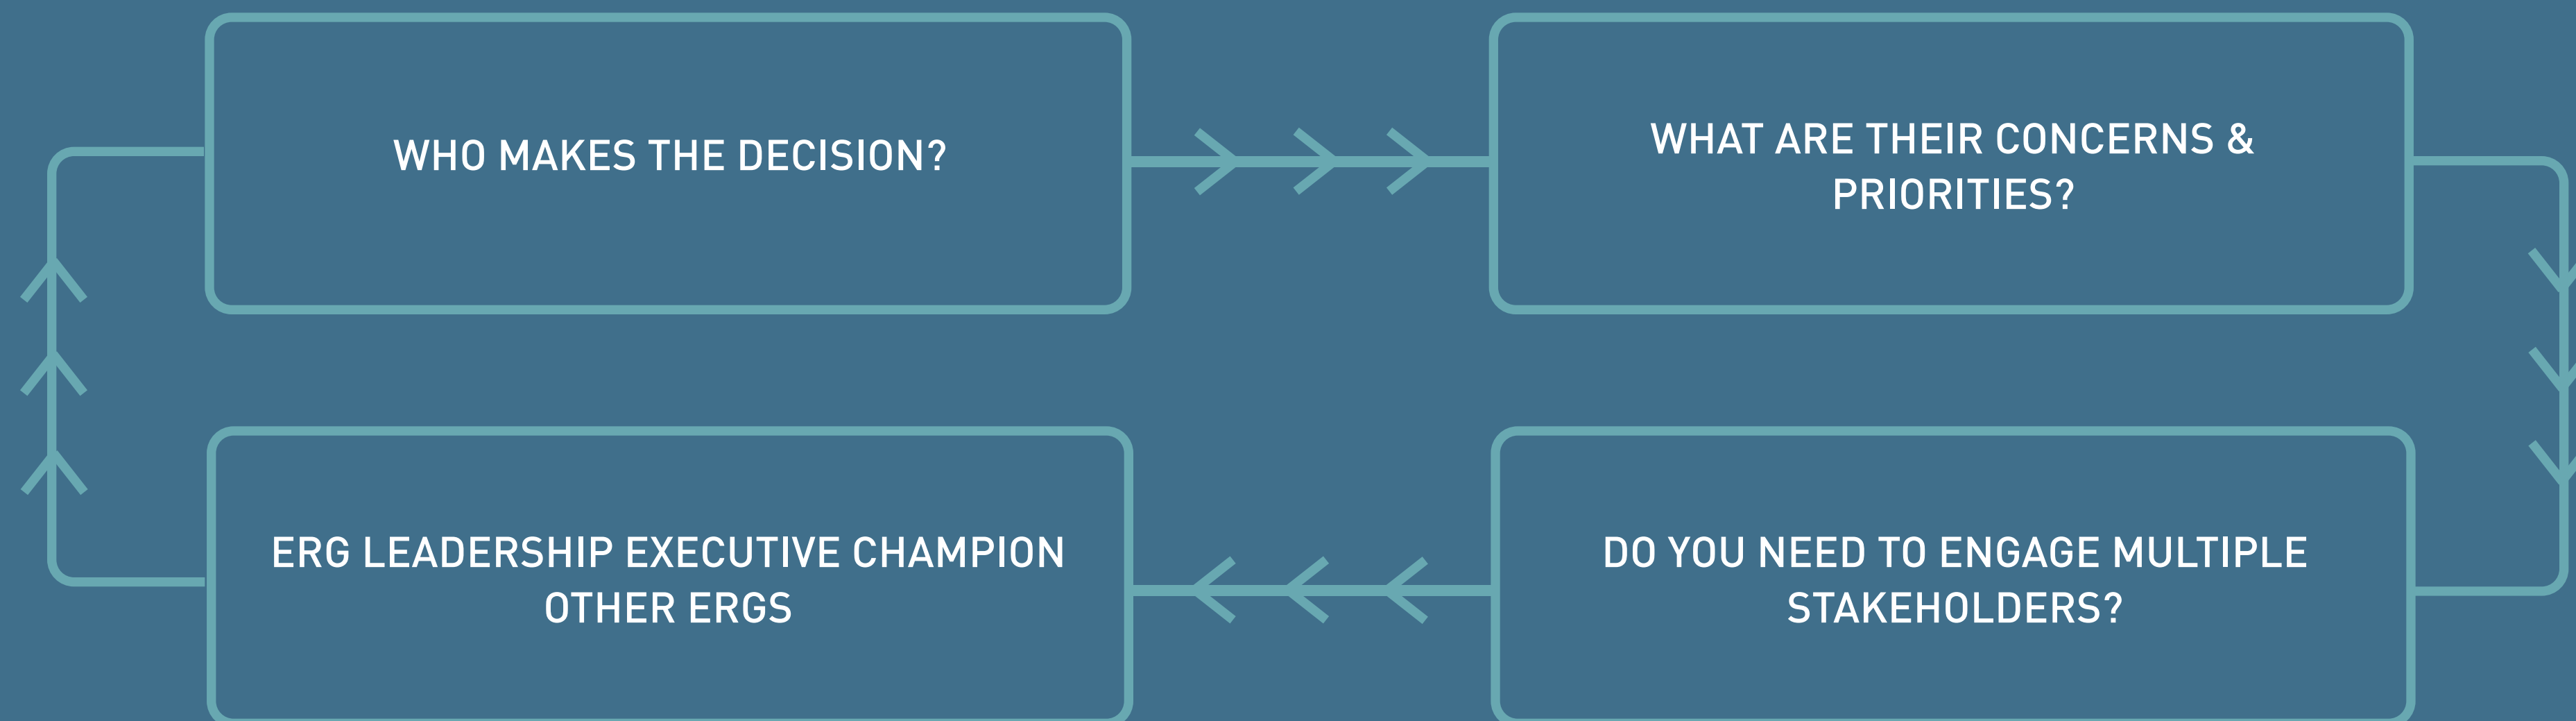 WHO MAKES THE DECISION?
WHAT ARE THEIR CONCERNS &
PRIORITIES?
ERG LEADERSHIP EXECUTIVE CHAMPION
OTHER ERGS
DO YOU NEED TO ENGAGE MULTIPLE
STAKEHOLDERS?